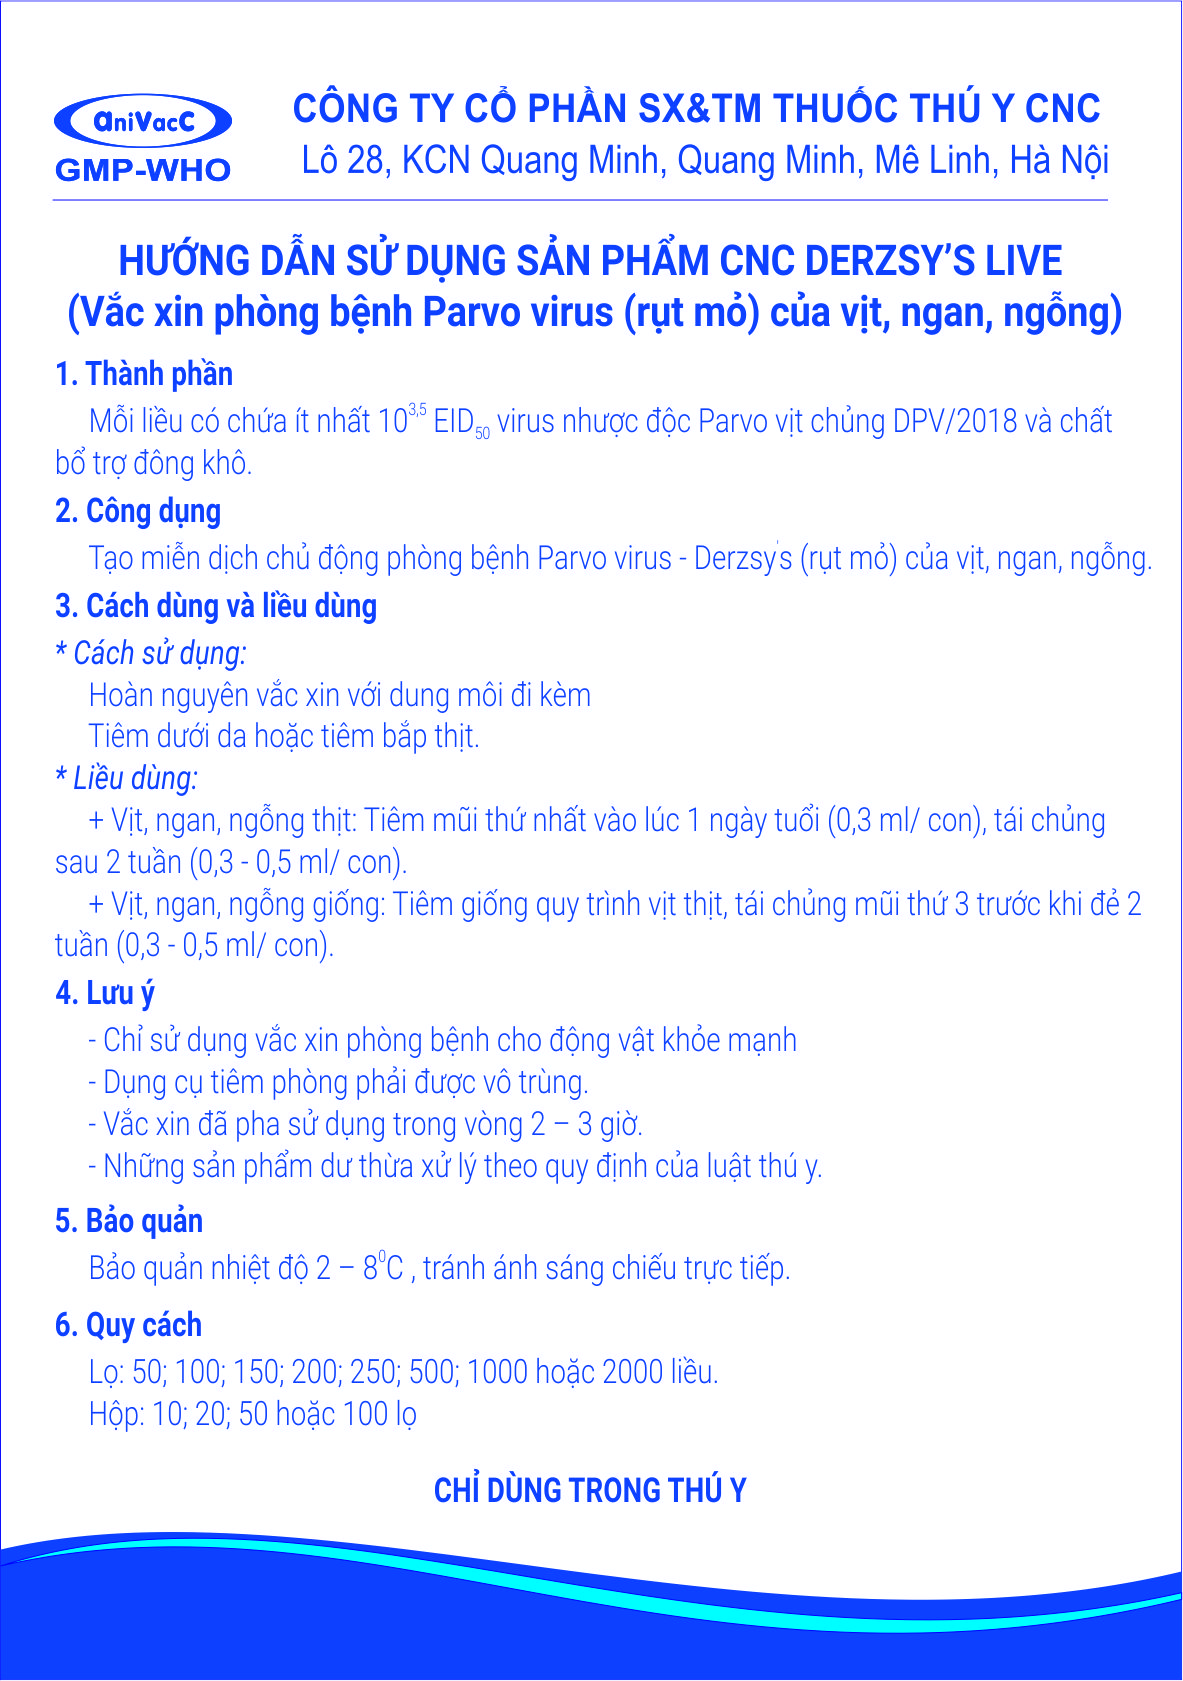 aniVacC
GMP-WHO
CÔNG TY CỔ PHẦN SX&TM THUỐC THÚ Y CNC
Lô 28, KCN Quang Minh, Quang Minh, Mê Linh, Hà Nội
HƯỚNG DẪN SỬ DỤNG SẢN PHẨM CNC DERZSY’S LIVE
(Vắc xin phòng bệnh Parvo virus (rụt mỏ) của vịt, ngan, ngỗng)
1. Thành phần
Mỗi liều có chứa ít nhất 10^3,5 EID₅₀ virus nhược độc Parvo vịt chủng DPV/2018 và chất
bổ trợ đông khô.
2. Công dụng
Tạo miễn dịch chủ động phòng bệnh Parvo virus - Derzsy's (rụt mỏ) của vịt, ngan, ngỗng.
3. Cách dùng và liều dùng
* Cách sử dụng:
Hoàn nguyên vắc xin với dung môi đi kèm
Tiêm dưới da hoặc tiêm bắp thịt.
* Liều dùng:
+ Vịt, ngan, ngỗng thịt: Tiêm mũi thứ nhất vào lúc 1 ngày tuổi (0,3 ml/ con), tái chủng
sau 2 tuần (0,3 - 0,5 ml/ con).
+ Vịt, ngan, ngỗng giống: Tiêm giống quy trình vịt thịt, tái chủng mũi thứ 3 trước khi đẻ 2
tuần (0,3 - 0,5 ml/ con).
4. Lưu ý
- Chỉ sử dụng vắc xin phòng bệnh cho động vật khỏe mạnh
- Dụng cụ tiêm phòng phải được vô trùng.
- Vắc xin đã pha sử dụng trong vòng 2 – 3 giờ.
- Những sản phẩm dư thừa xử lý theo quy định của luật thú y.
5. Bảo quản
Bảo quản nhiệt độ 2 – 8⁰C , tránh ánh sáng chiếu trực tiếp.
6. Quy cách
Lọ: 50; 100; 150; 200; 250; 500; 1000 hoặc 2000 liều.
Hộp: 10; 20; 50 hoặc 100 lọ
CHỈ DÙNG TRONG THÚ Y